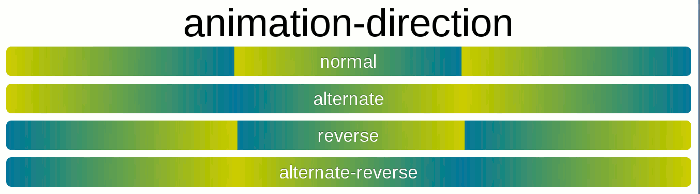 animation-direction
normal
alternate
reverse
alternate-reverse